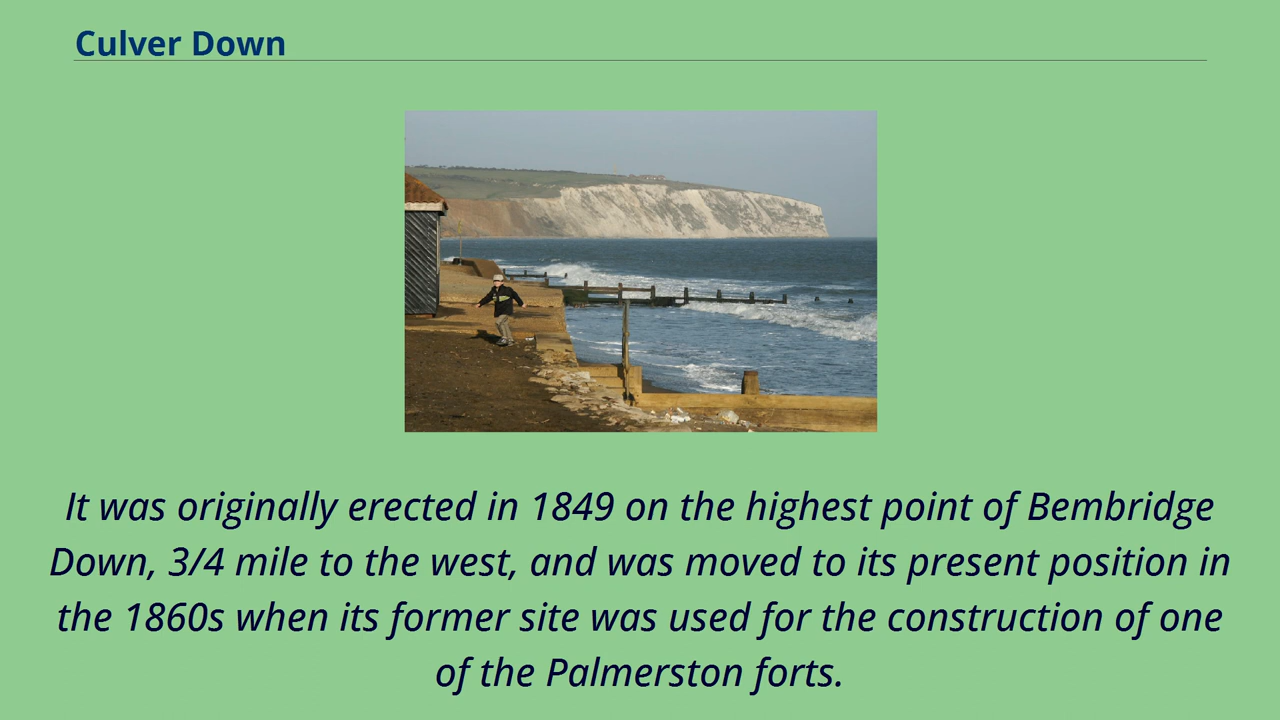 Culver Down
It was originally erected in 1849 on the highest point of Bembridge
Down, 3/4 mile to the west, and was moved to its present position in
the 1860s when its former site was used for the construction of one
of the Palmerston forts.